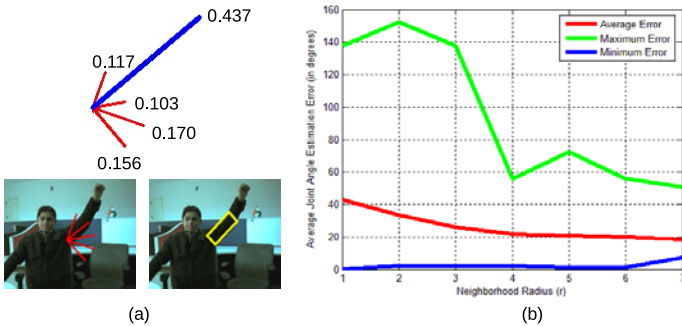 0.437
0.117
0.103
0.170
0.156
(a)
Average Joint Angle Estimation Error (in degrees)
160
140
120
100
80
60
40
20
0
Average Error
Maximum Error
Minimum Error
1 2 3 4 5 6
Neighborhood Radius (r)
(b)